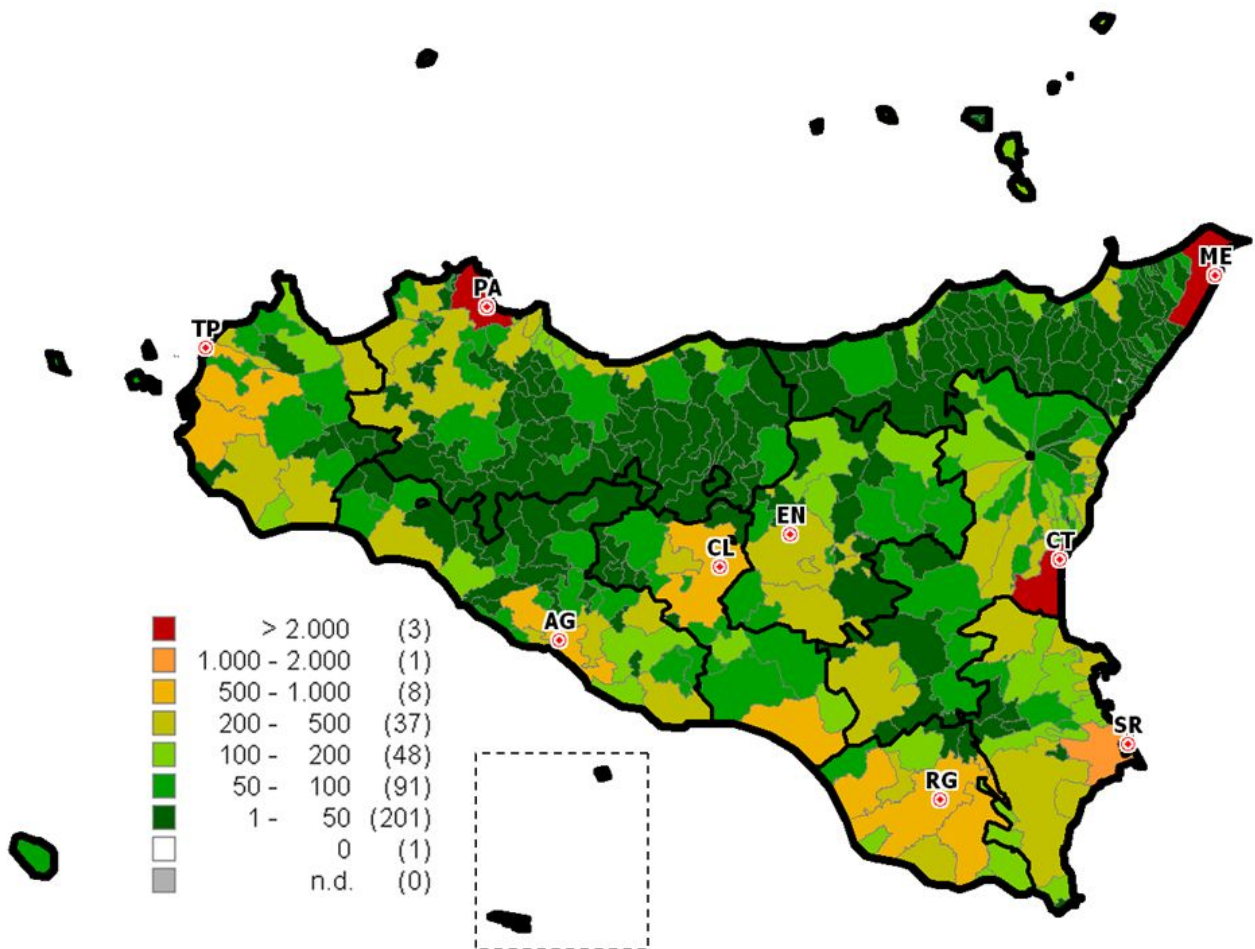 ME
PA
TP
EN
CL
CT
AG
SR
RG
> 2.000 (3)
1.000 - 2.000 (1)
500 - 1.000 (8)
200 - 500 (37)
100 - 200 (48)
50 - 100 (91)
1 - 50 (201)
0 (1)
n.d. (0)